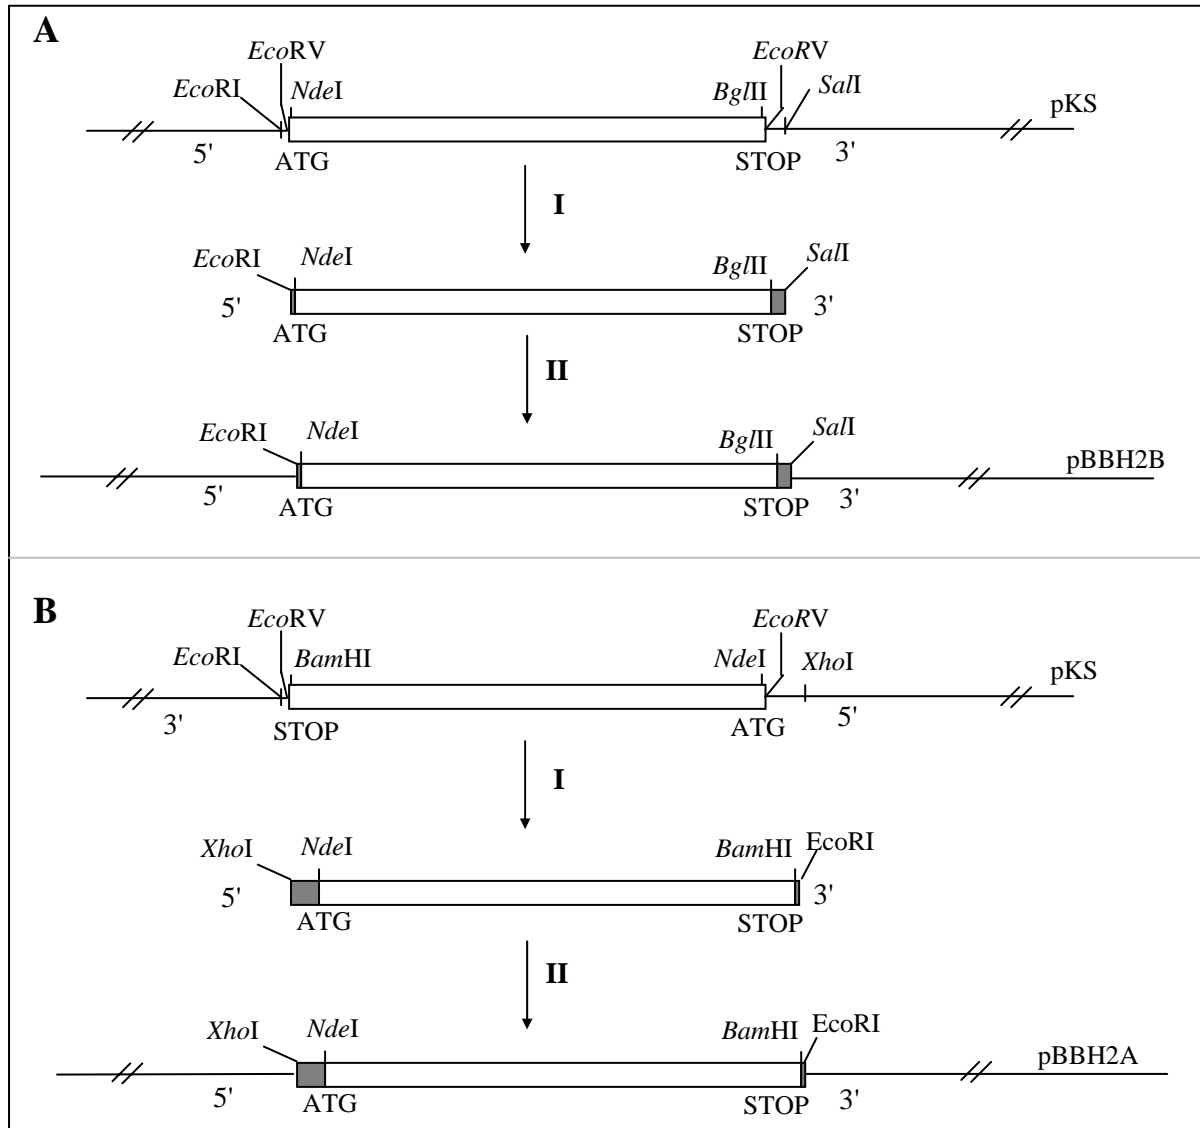 A
EcoRV EcoRV
EcoRI NdeI BglII SalI pKS
5' ATG STOP 3'
I
EcoRI NdeI BglII SalI
5' ATG STOP 3'
II
EcoRI NdeI BglII SalI pBBH2B
5' ATG STOP 3'
B
EcoRV EcoRV
EcoRI BamHI NdeI XhoI pKS
3' STOP ATG 5'
I
XhoI NdeI BamHI EcoRI
5' ATG STOP 3'
II
XhoI NdeI BamHI EcoRI pBBH2A
5' ATG STOP 3'